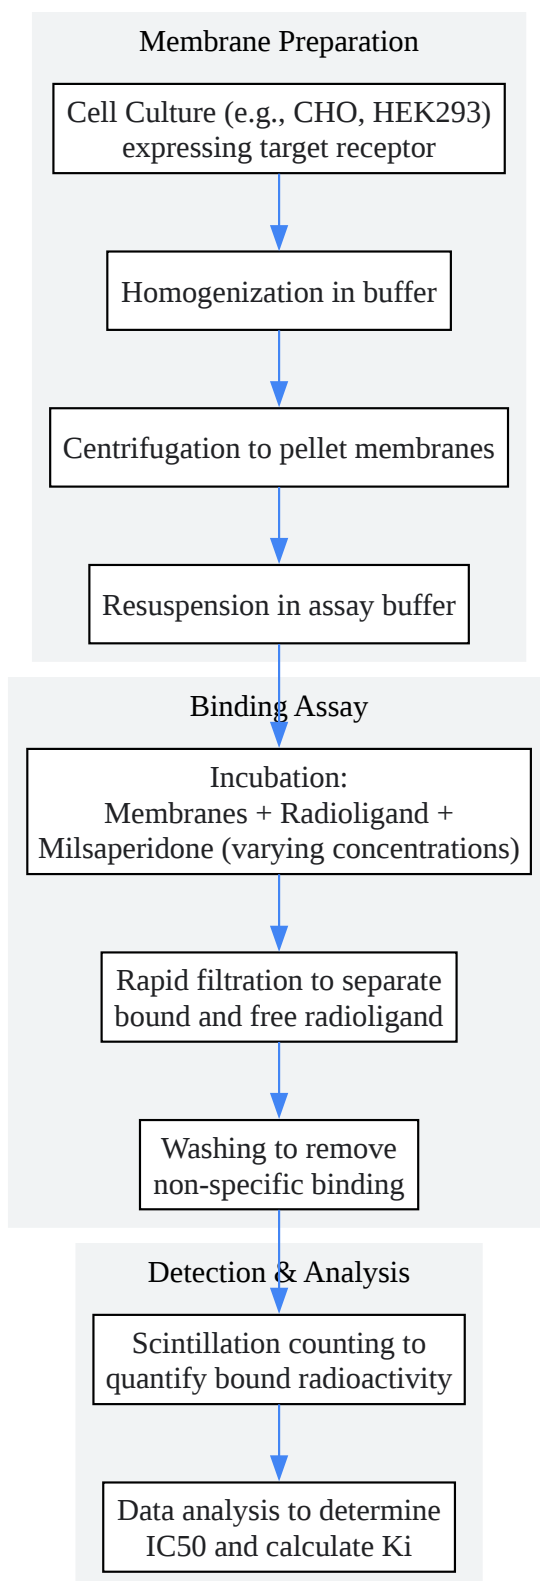 Membrane Preparation
Cell Culture (e.g., CHO, HEK293)
expressing target receptor
Homogenization in buffer
Centrifugation to pellet membranes
Resuspension in assay buffer
Binding Assay
Incubation:
Membranes + Radioligand +
Milsaperidone (varying concentrations)
Rapid filtration to separate
bound and free radioligand
Washing to remove
non-specific binding
Detection & Analysis
Scintillation counting to
quantify bound radioactivity
Data analysis to determine
IC50 and calculate Ki